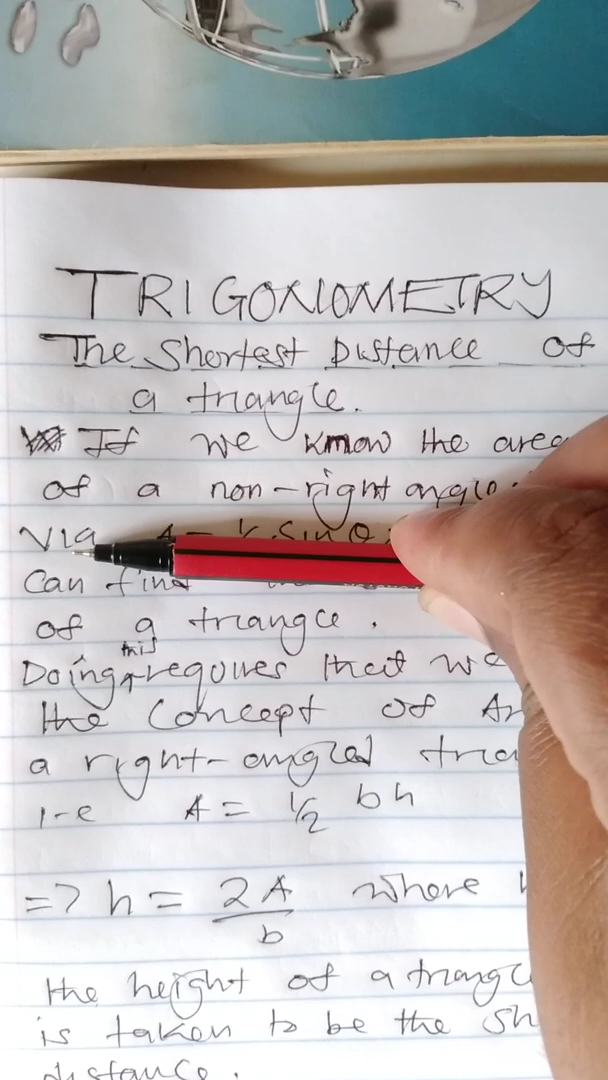 TRIGONOMETRY
The Shortest Distance of
a triangle.
If we know the area
of a non-right angle
Via
Can find
of a triangle.
this
Doing requires that we
the Concept of
a right-angled
i-e A = 1/2 bh
=> h = 2A/b where
the height of a triangle
is taken to be the
distance.